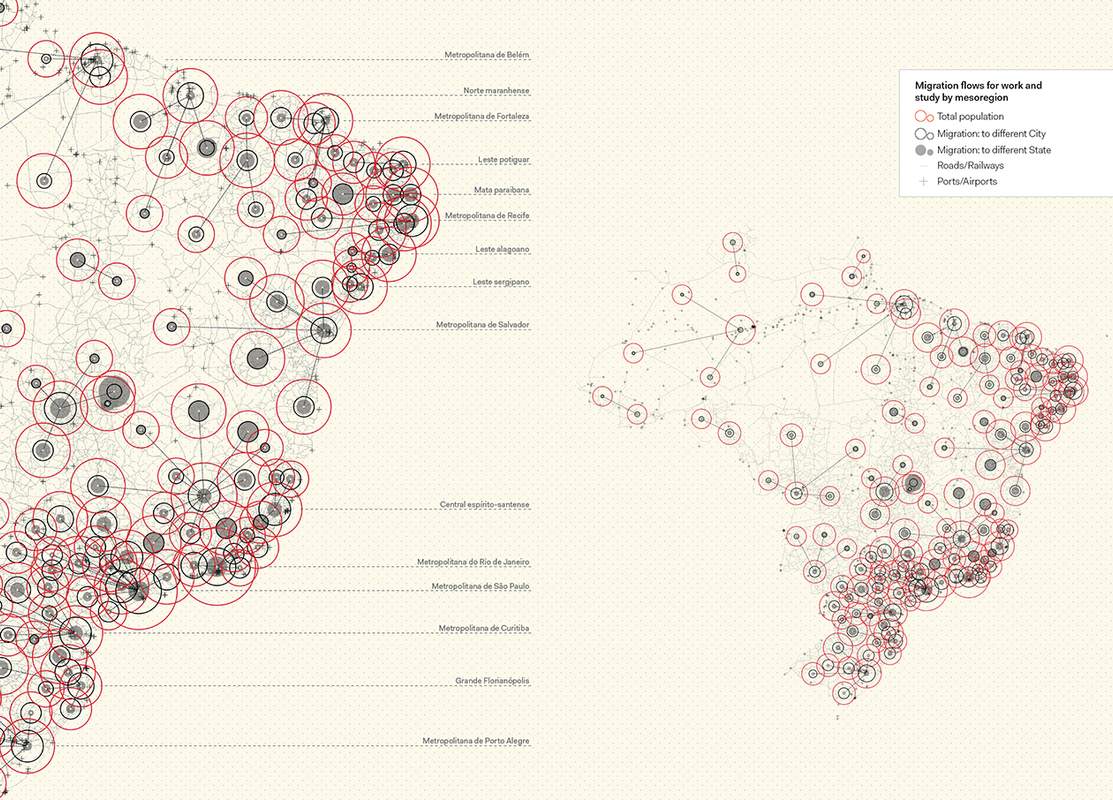 Metropolitana de Belém
Norte maranhense
Metropolitana de Fortaleza
Leste potiguar
Mata paraibana
Metropolitana de Recife
Leste alagoano
Leste sergipano
Metropolitana de Salvador
Central espírito-santense
Metropolitana do Rio de Janeiro
Metropolitana de São Paulo
Metropolitana de Curitiba
Grande Florianópolis
Metropolitana de Porto Alegre
Migration flows for work and
study by mesoregion
Total population
Migration: to different City
Migration: to different State
Roads/Railways
Ports/Airports